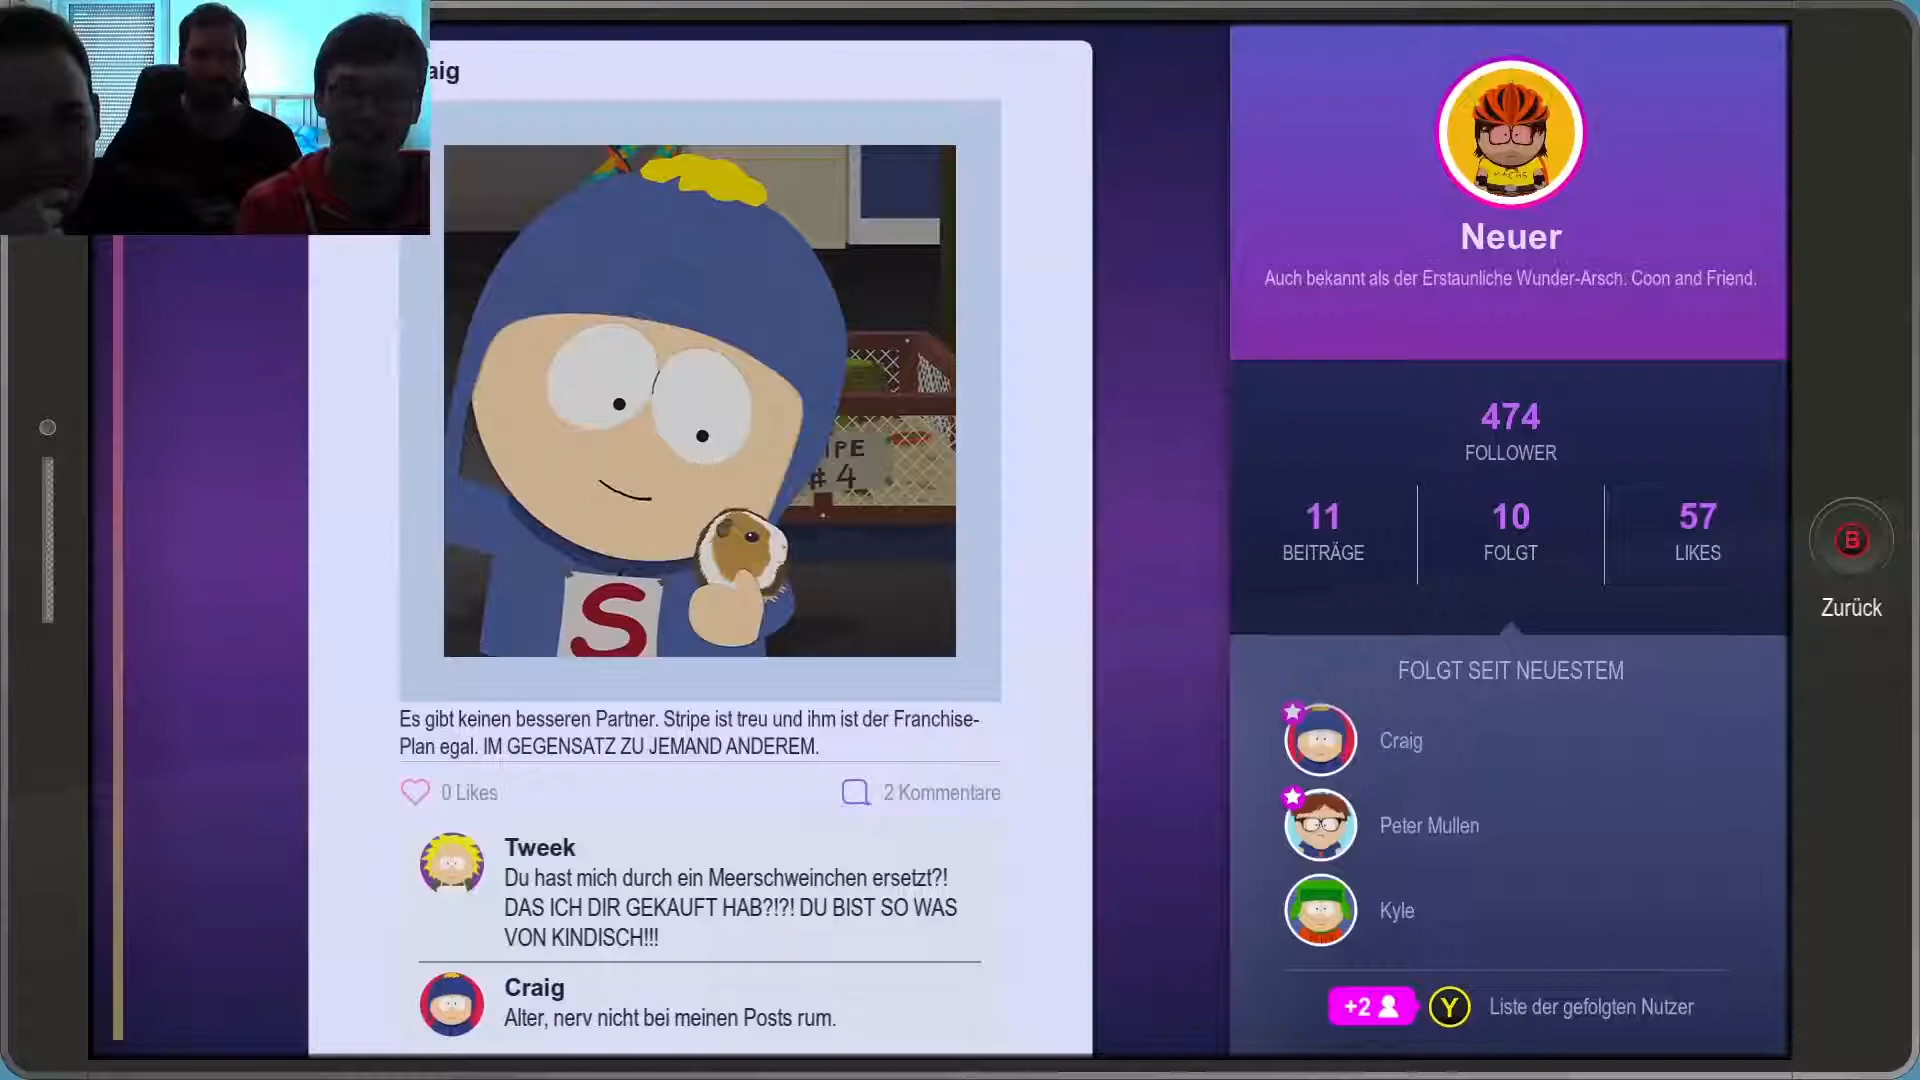 aig
IPE
# 4
S
Es gibt keinen besseren Partner. Stripe ist treu und ihm ist der Franchise-
Plan egal. IM GEGENSATZ ZU JEMAND ANDEREM.
0 Likes
2 Kommentare
Tweek
Du hast mich durch ein Meerschweinchen ersetzt?!
DAS ICH DIR GEKAUFT HAB?!?! DU BIST SO WAS
VON KINDISCH!!!
Craig
Alter, nerv nicht bei meinen Posts rum.
Neuer
Auch bekannt als der Erstaunliche Wunder-Arsch. Coon and Friend.
474
FOLLOWER
11
BEITRÄGE
10
FOLGT
57
LIKES
FOLGT SEIT NEUESTEM
Craig
Peter Mullen
Kyle
+2
Y
Liste der gefolgten Nutzer
B
Zurück